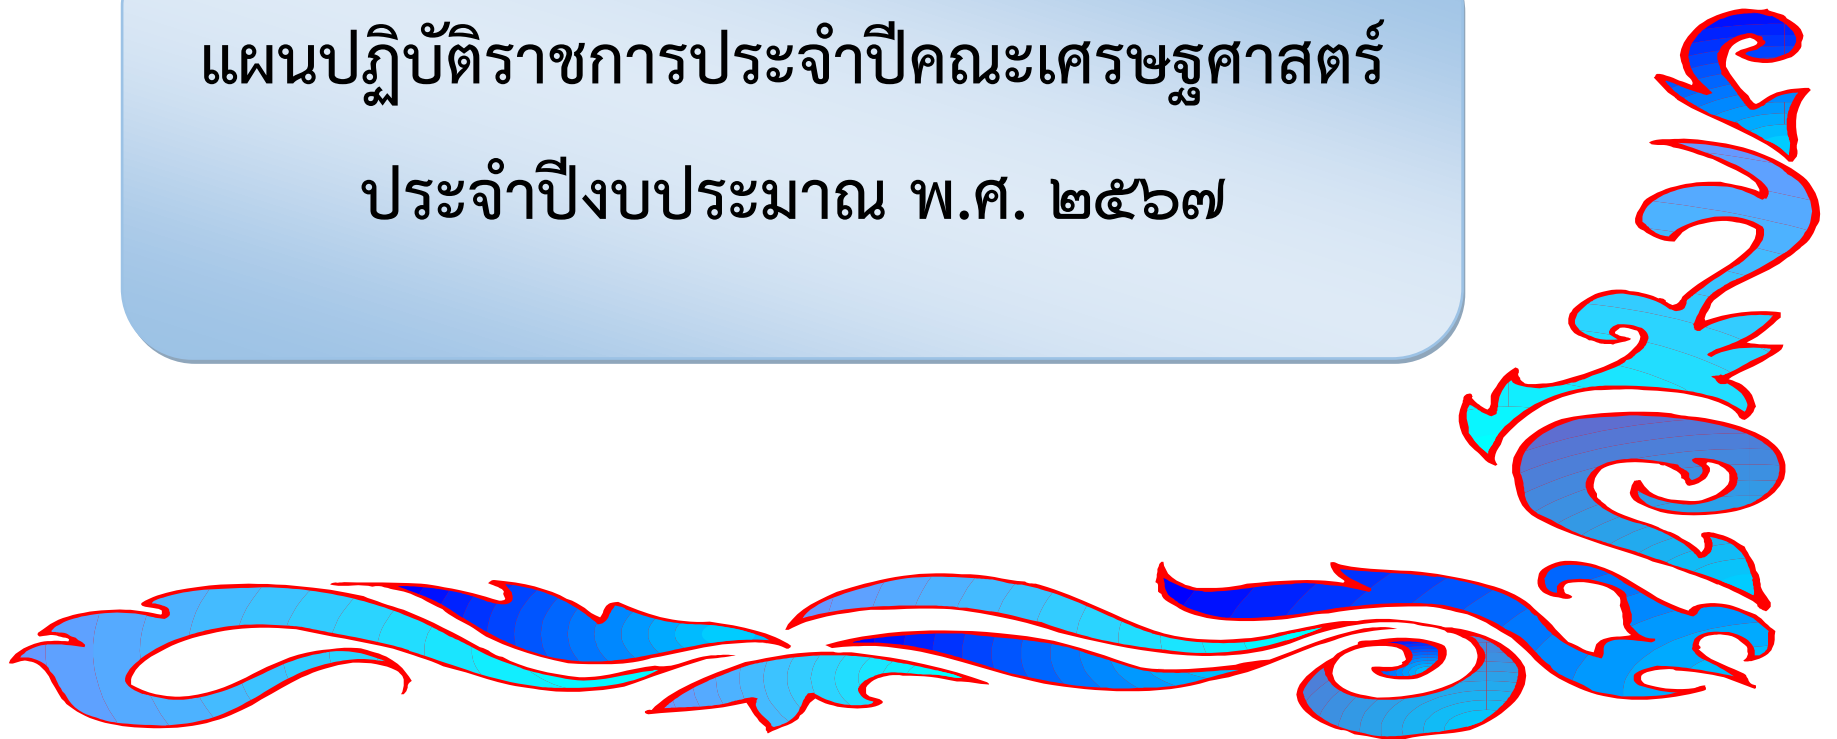 แผนปฏิบัติราชการประจำปีคณะเศรษฐศาสตร์
ประจำปีงบประมาณ พ.ศ. ๒๕๖๗